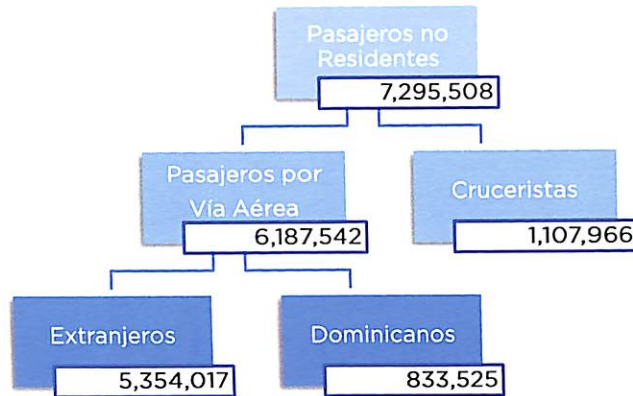 Pasajeros no
Residentes
7,295,508
Pasajeros por
Vía Aérea
6,187,542
Cruceristas
1,107,966
Extranjeros
5,354,017
Dominicanos
833,525